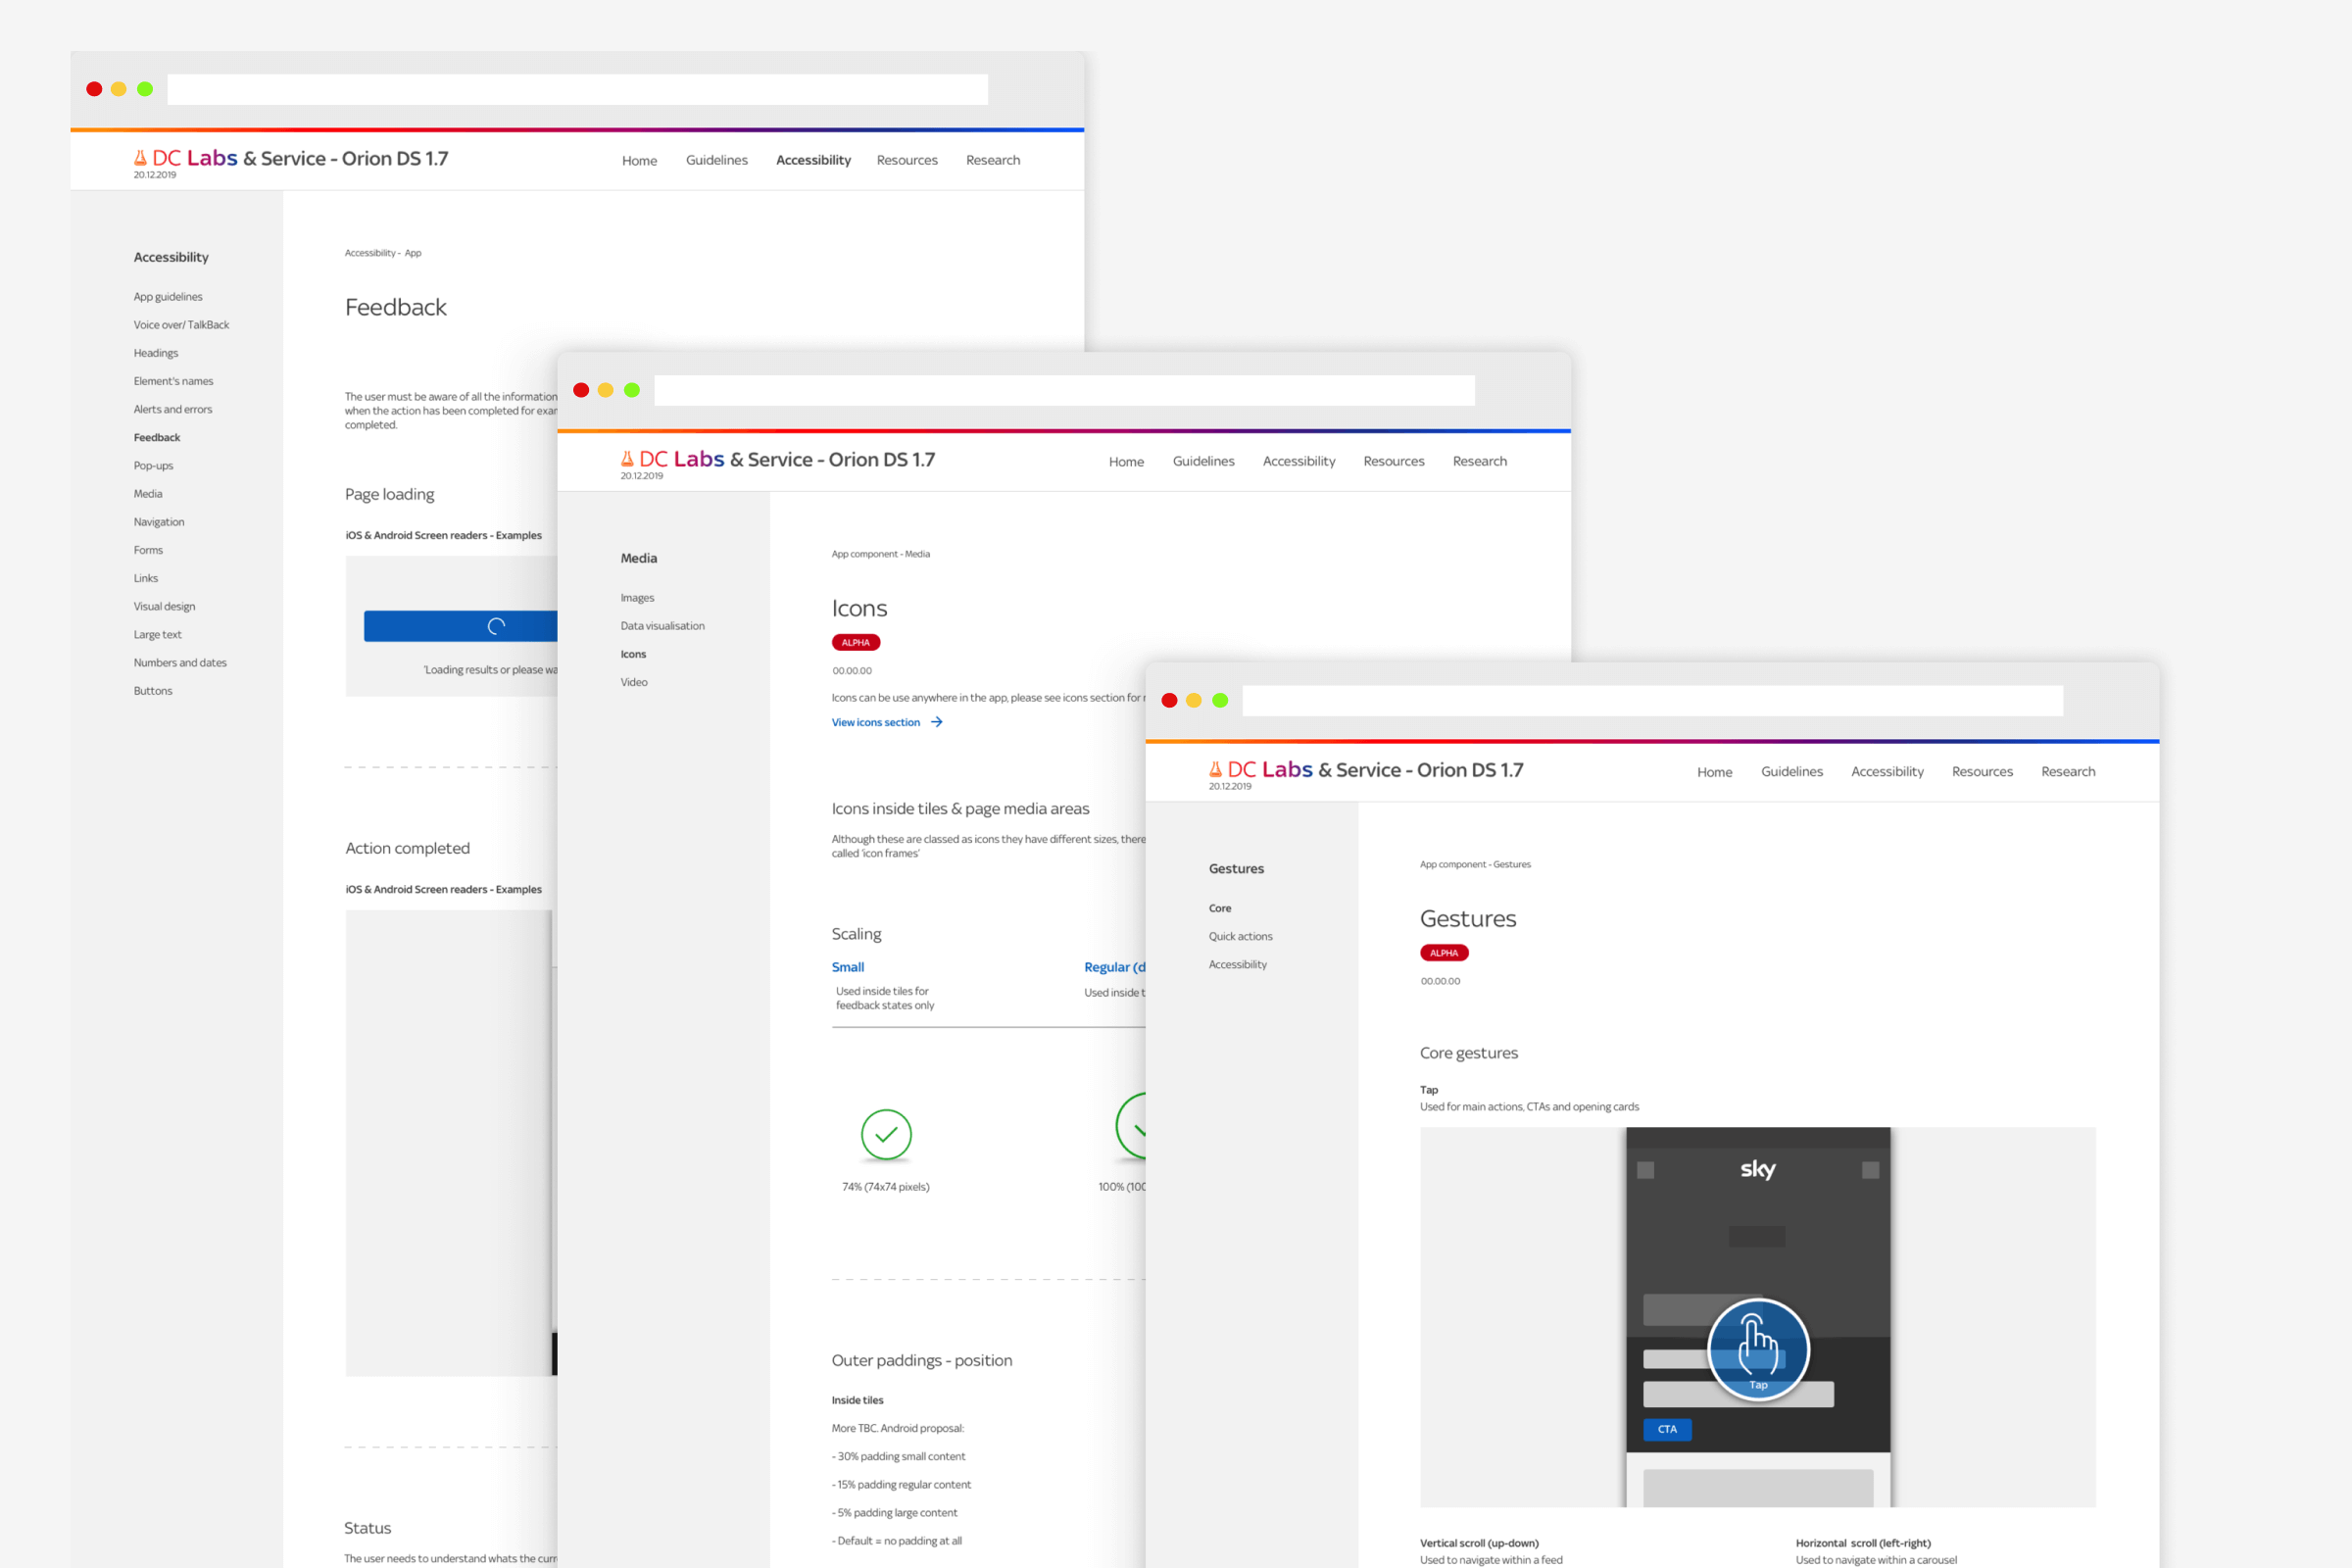 DC Labs & Service - Orion DS 1.7
20.12.2019
Home Guidelines Accessibility Resources Research
Accessibility
App guidelines
Voice over/ TalkBack
Headings
Element's names
Alerts and errors
Feedback
Pop-ups
Media
Navigation
Forms
Links
Visual design
Large text
Numbers and dates
Buttons
Accessibility - App
Feedback
The user must be aware of all the information
when the action has been completed for
completed.
Page loading
iOS & Android Screen readers - Examples
'Loading results or please
Action completed
iOS & Android Screen readers - Examples
Status
The user needs to understand whats the
DC Labs & Service - Orion DS 1.7
20.12.2019
Home Guidelines Accessibility Resources Research
Media
Images
Data visualisation
Icons
Video
App component - Media
Icons
ALPHA
00.00.00
Icons can be use anywhere in the app, please see icons section for
View icons section
Icons inside tiles & page media areas
Although these are classed as icons they have different sizes,
called 'icon frames'
Scaling
Small
Used inside tiles for
feedback states only
Regular
Used inside
74% (74x74 pixels)
100%
Outer paddings - position
Inside tiles
More TBC. Android proposal:
- 30% padding small content
- 15% padding regular content
- 5% padding large content
- Default = no padding at all
DC Labs & Service - Orion DS 1.7
20.12.2019
Home Guidelines Accessibility Resources Research
Gestures
Core
Quick actions
Accessibility
App component - Gestures
Gestures
ALPHA
00.00.00
Core gestures
Tap
Used for main actions, CTAs and opening cards
sky
Tap
CTA
Vertical scroll (up-down)
Used to navigate within a feed
Horizontal scroll (left-right)
Used to navigate within a carousel